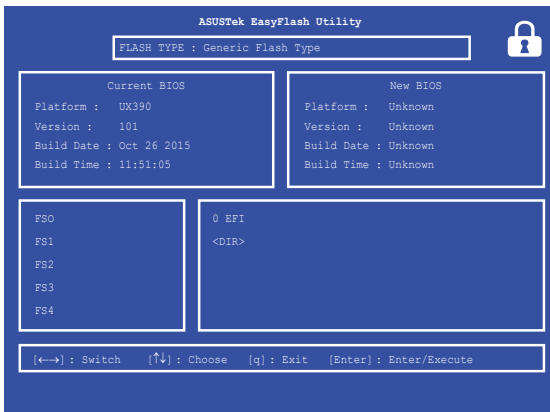 ASUSTek EasyFlash Utility
FLASH TYPE : Generic Flash Type
Current BIOS
Platform : UX390
Version : 101
Build Date : Oct 26 2015
Build Time : 11:51:05
New BIOS
Platform : Unknown
Version : Unknown
Build Date : Unknown
Build Time : Unknown
FSO
FS1
FS2
FS3
FS4
0 EFI
<DIR>
[←→] : Switch [↑↓] : Choose [q] : Exit [Enter] : Enter/Execute